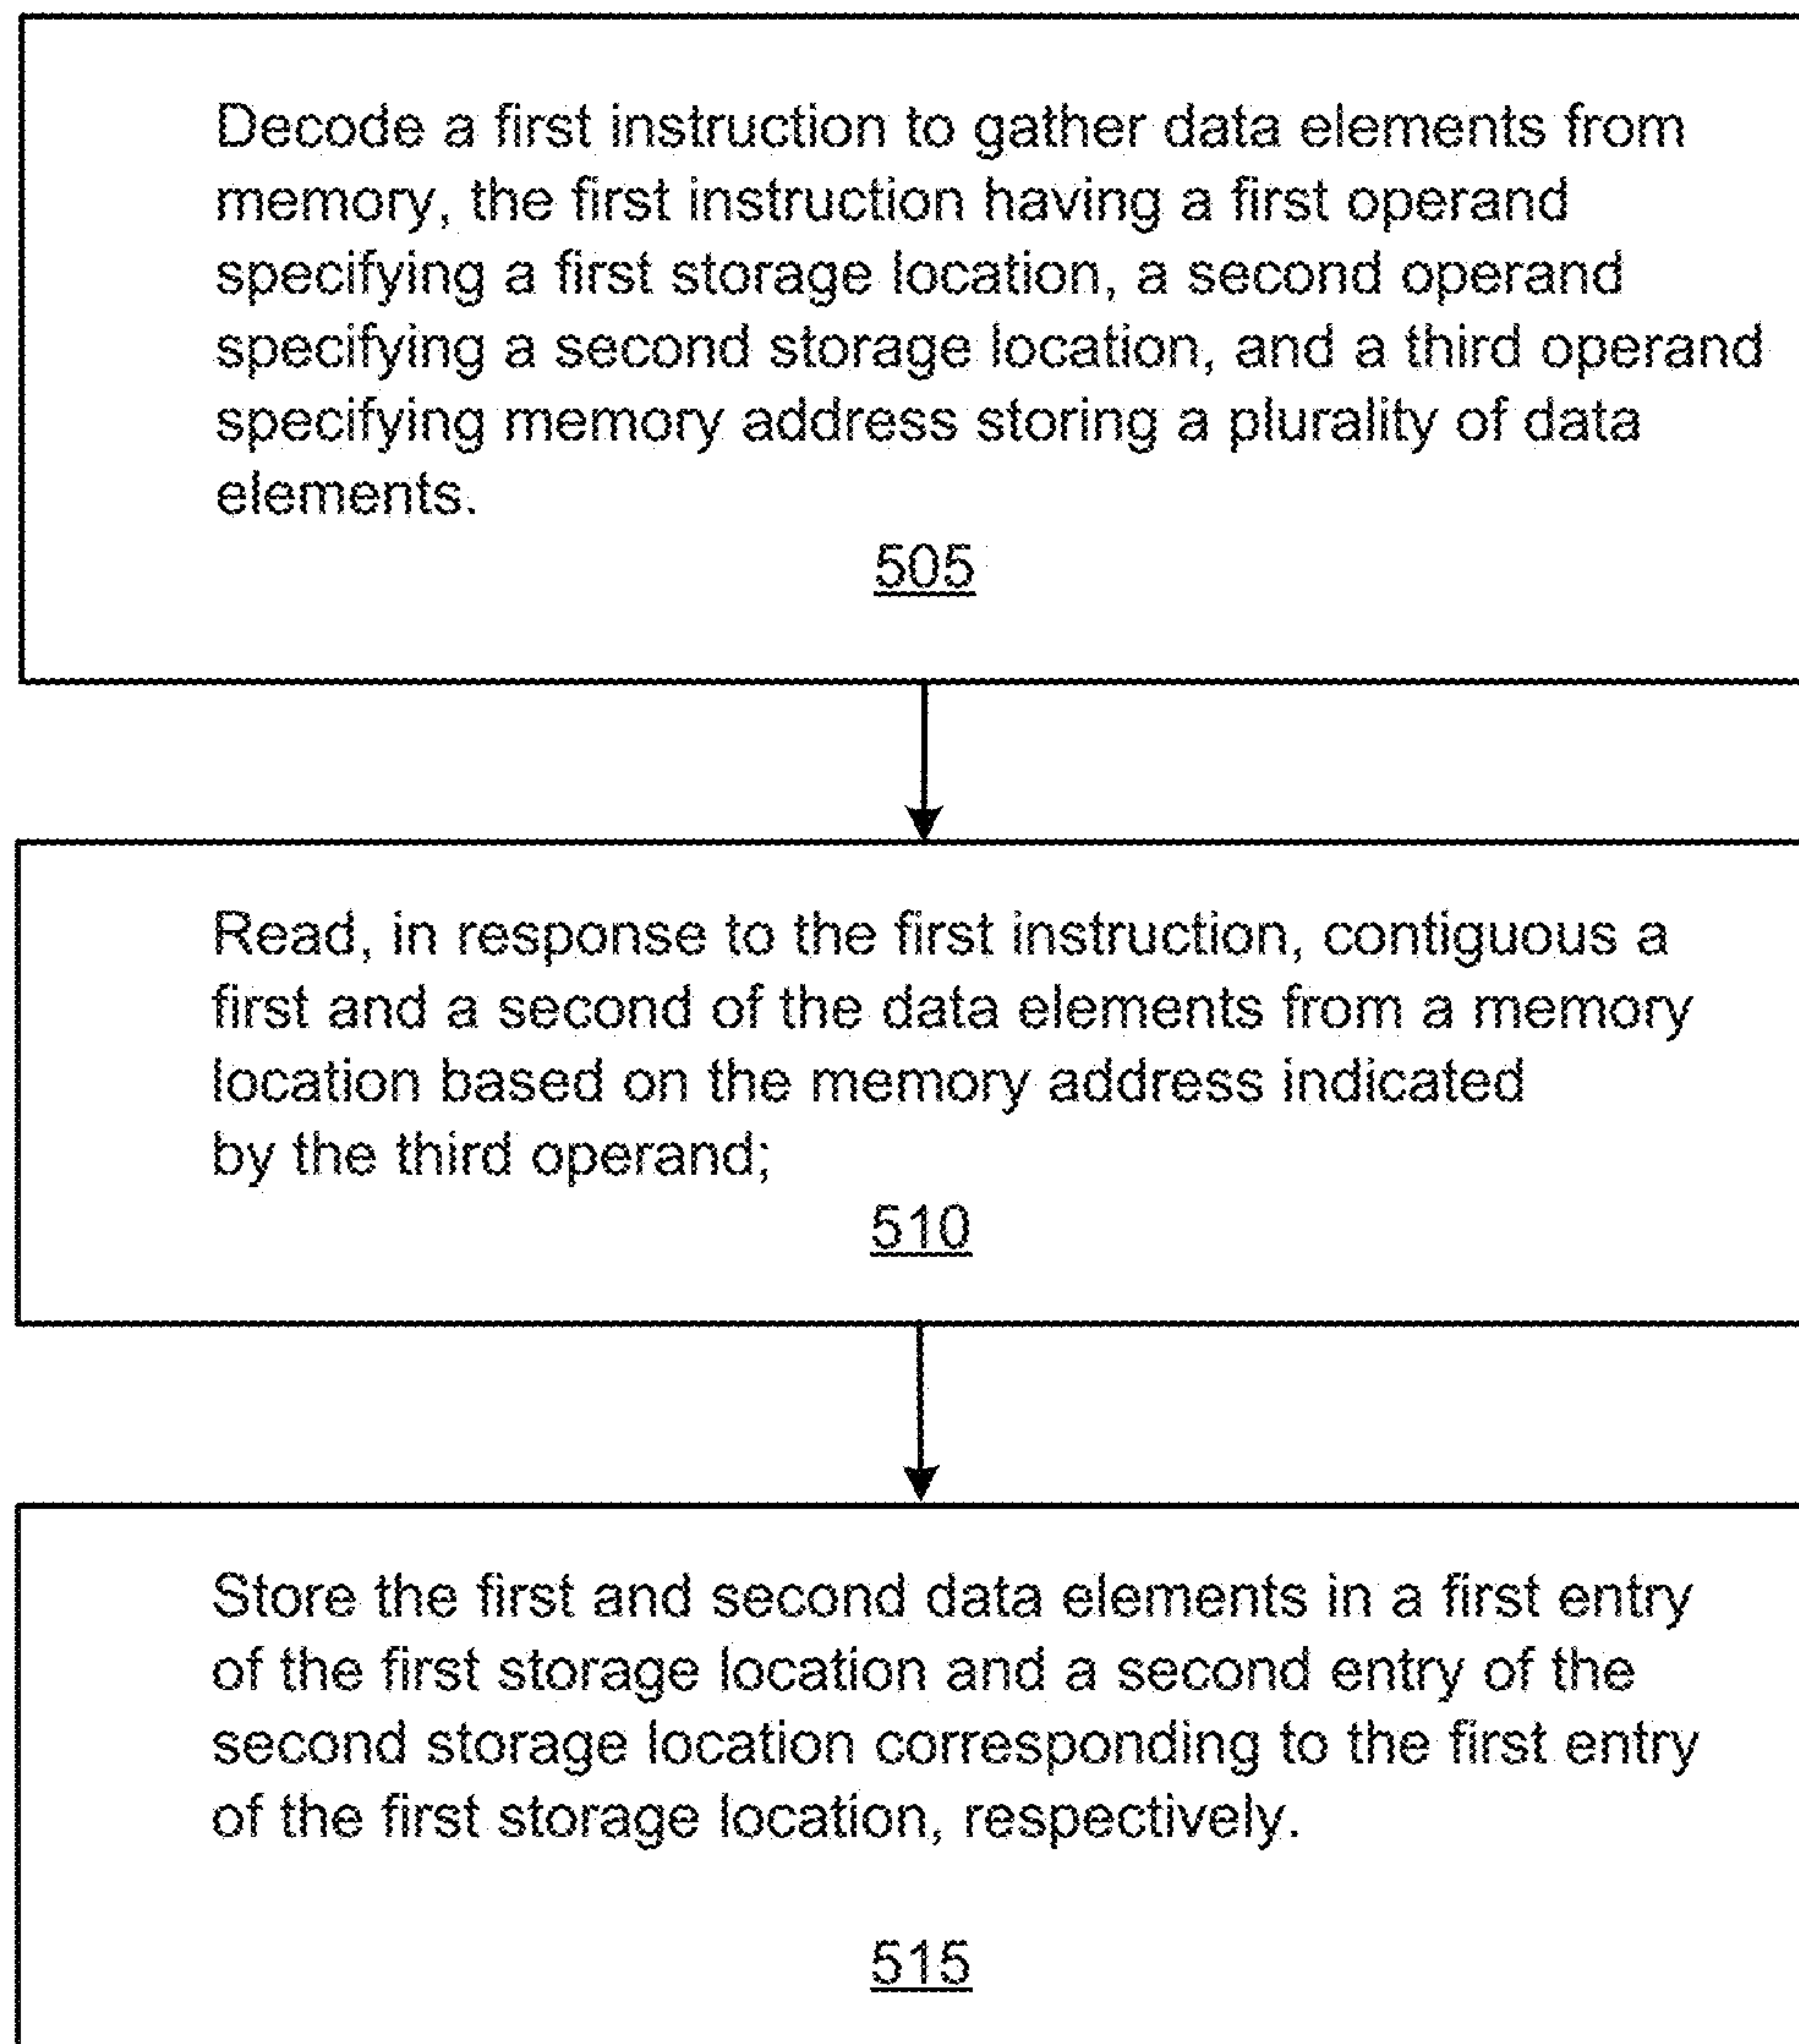 Decode a first instruction to gather data elements from
memory, the first instruction having a first operand
specifying a first storage location, a second operand
specifying a second storage location, and a third operand
specifying memory address storing a plurality of data
elements.
505
Read, in response to the first instruction, contiguous a
first and a second of the data elements from a memory
location based on the memory address indicated
by the third operand;
510
Store the first and second data elements in a first entry
of the first storage location and a second entry of the
second storage location corresponding to the first entry
of the first storage location, respectively.
515